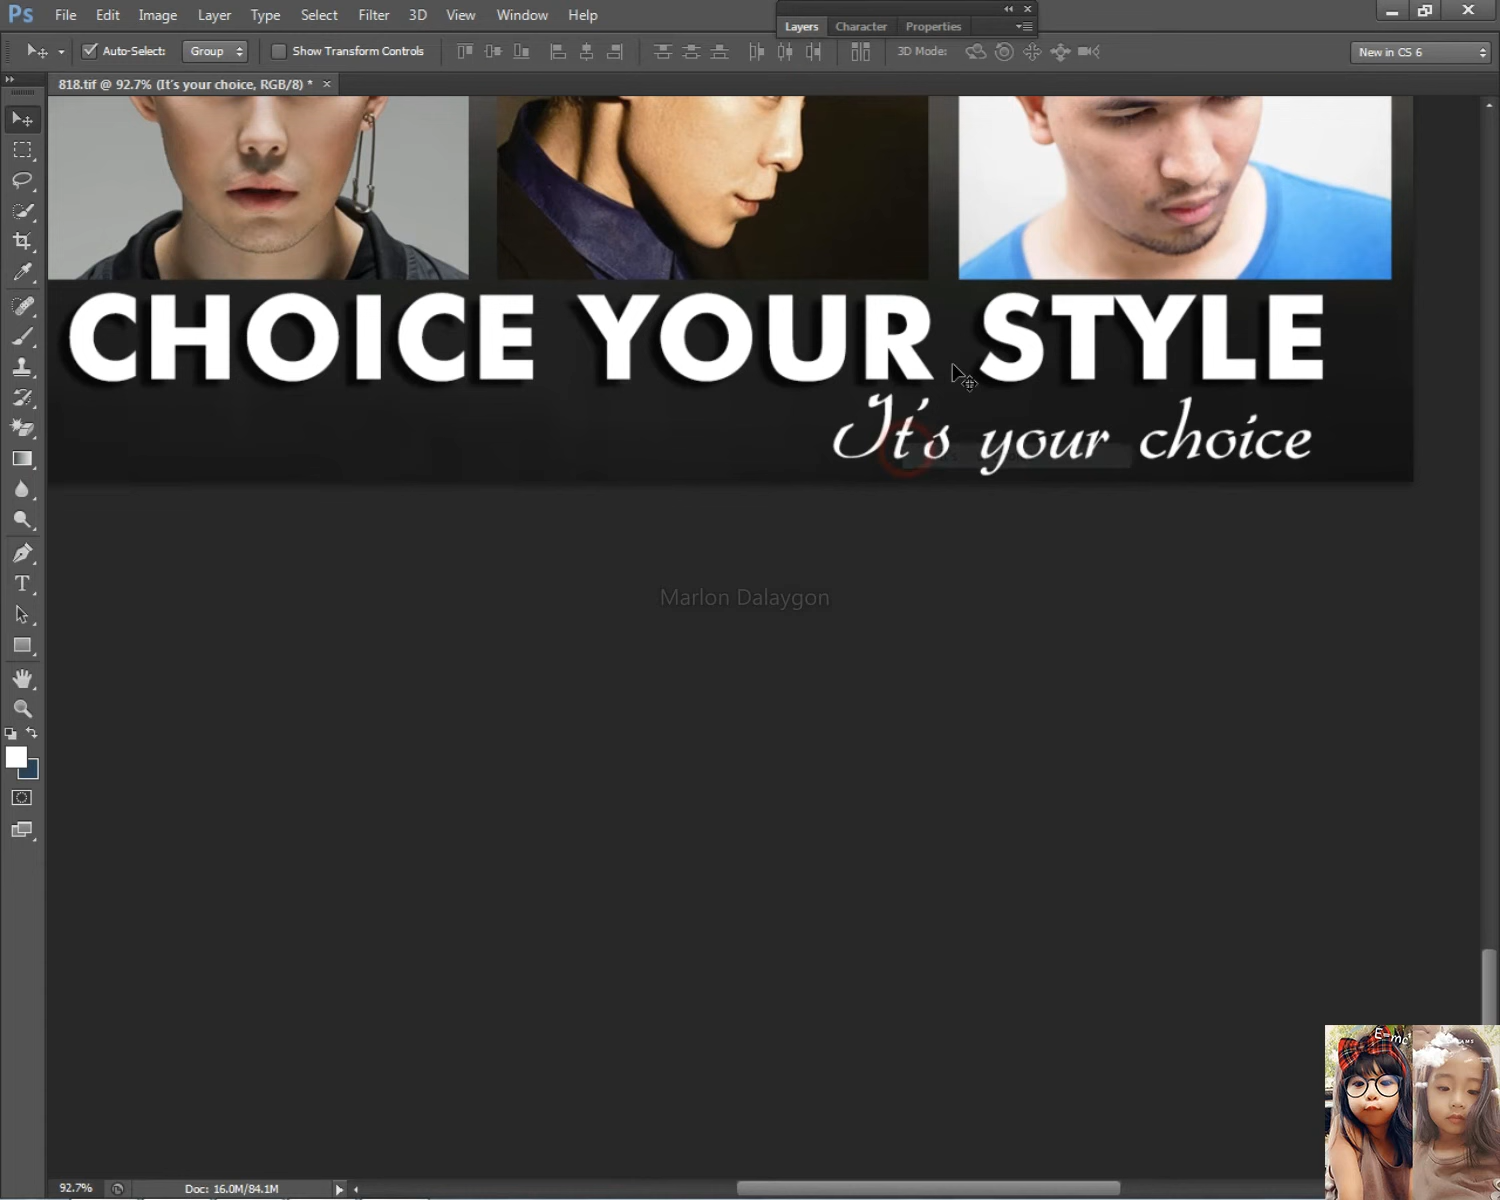 Ps File Edit Image Layer Type Select Filter 3D View Window Help
Layers Character Properties
Auto-Select: Group Show Transform Controls 3D Mode: New in CS 6
818.tif @ 92.7% (It's your choice, RGB/8) * ×
CHOICE YOUR STYLE
It's your choice
Marlon Dalaygon
E=mc²
92.7% Doc: 16.0M/84.1M